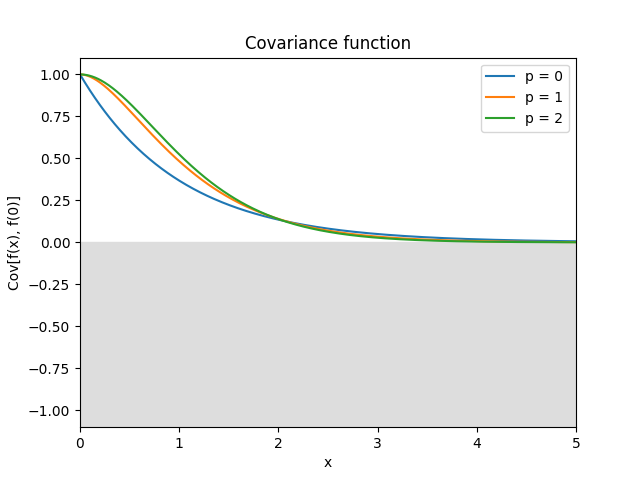 Covariance function
p = 0
p = 1
p = 2
Cov[f(x), f(0)]
1.00
0.75
0.50
0.25
0.00
−0.25
−0.50
−0.75
−1.00
0 1 2 3 4 5
x